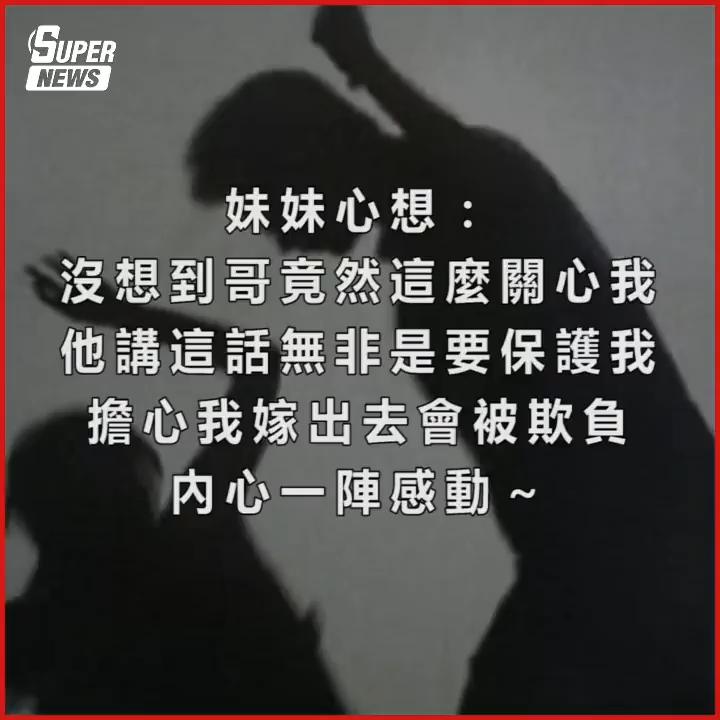 SUPER
NEWS
妹妹心想：
沒想到哥竟然這麼關心我
他講這話無非是要保護我
擔心我嫁出去會被欺負
內心一陣感動~